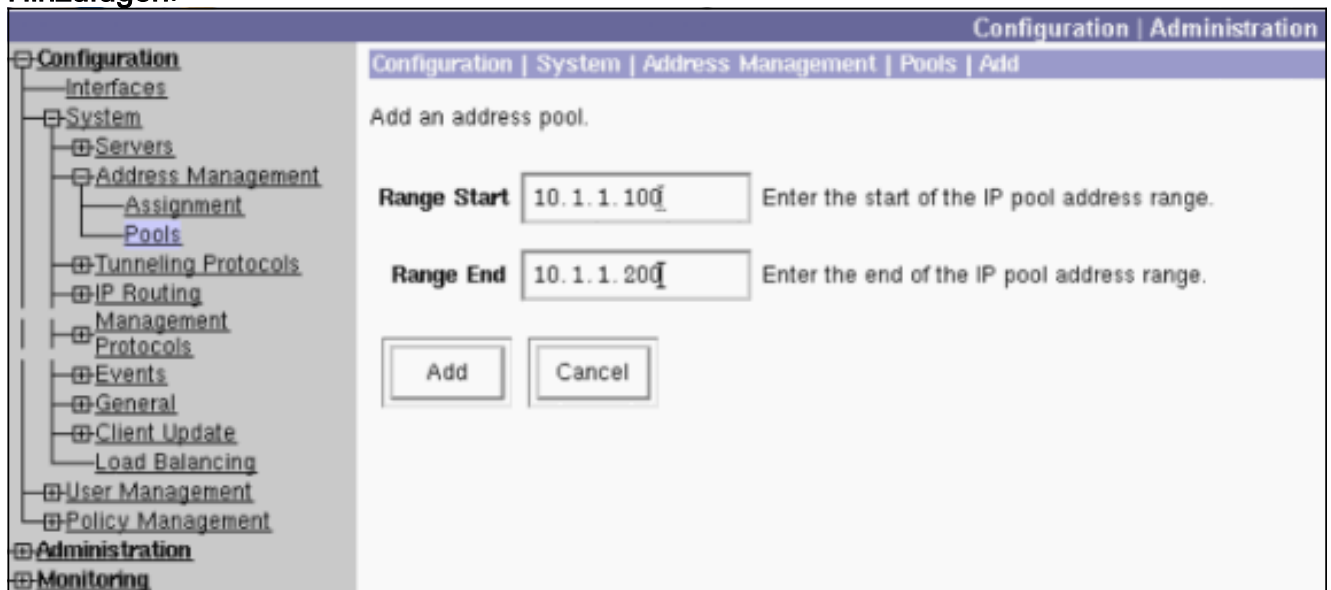 Hinzufügen.
Configuration | Administration
Configuration
Interfaces
System
Servers
Address Management
Assignment
Pools
Tunneling Protocols
IP Routing
Management
Protocols
Events
General
Client Update
Load Balancing
User Management
Policy Management
Administration
Monitoring
Configuration | System | Address Management | Pools | Add
Add an address pool.
Range Start 10.1.1.100 Enter the start of the IP pool address range.
Range End 10.1.1.200 Enter the end of the IP pool address range.
Add Cancel